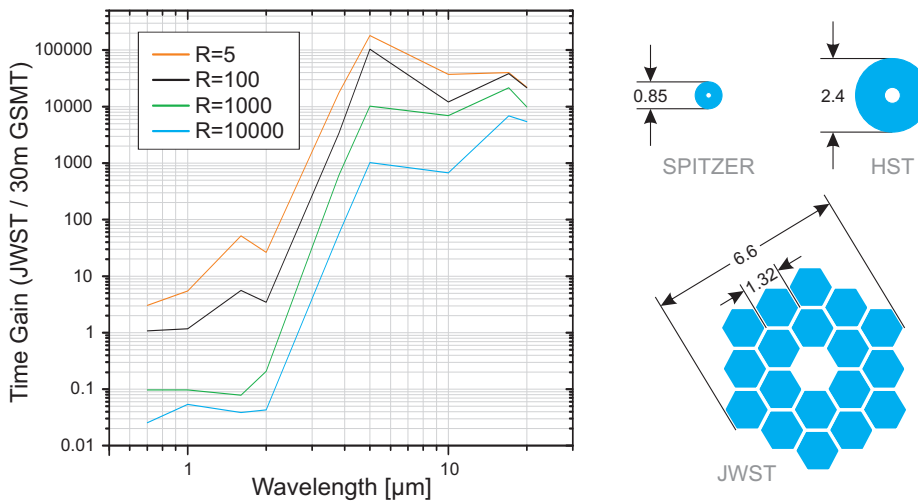 Time Gain (JWST / 30m GSMT)
100000
10000
1000
100
10
1
0.1
0.01
R=5
R=100
R=1000
R=10000
1
10
Wavelength [µm]
0.85
SPITZER
2.4
HST
6.6
1.32
JWST